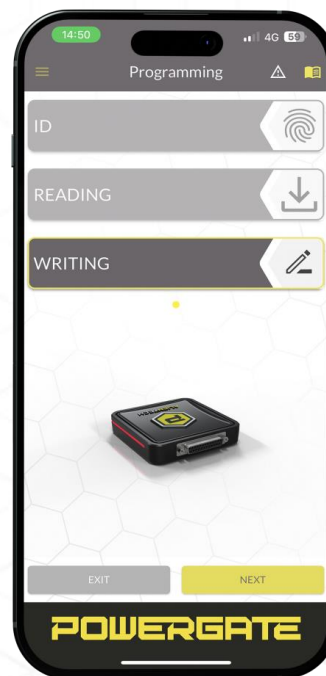 14:50
4G 59
Programming
ID
READING
WRITING
EXIT
NEXT
POWERGATE